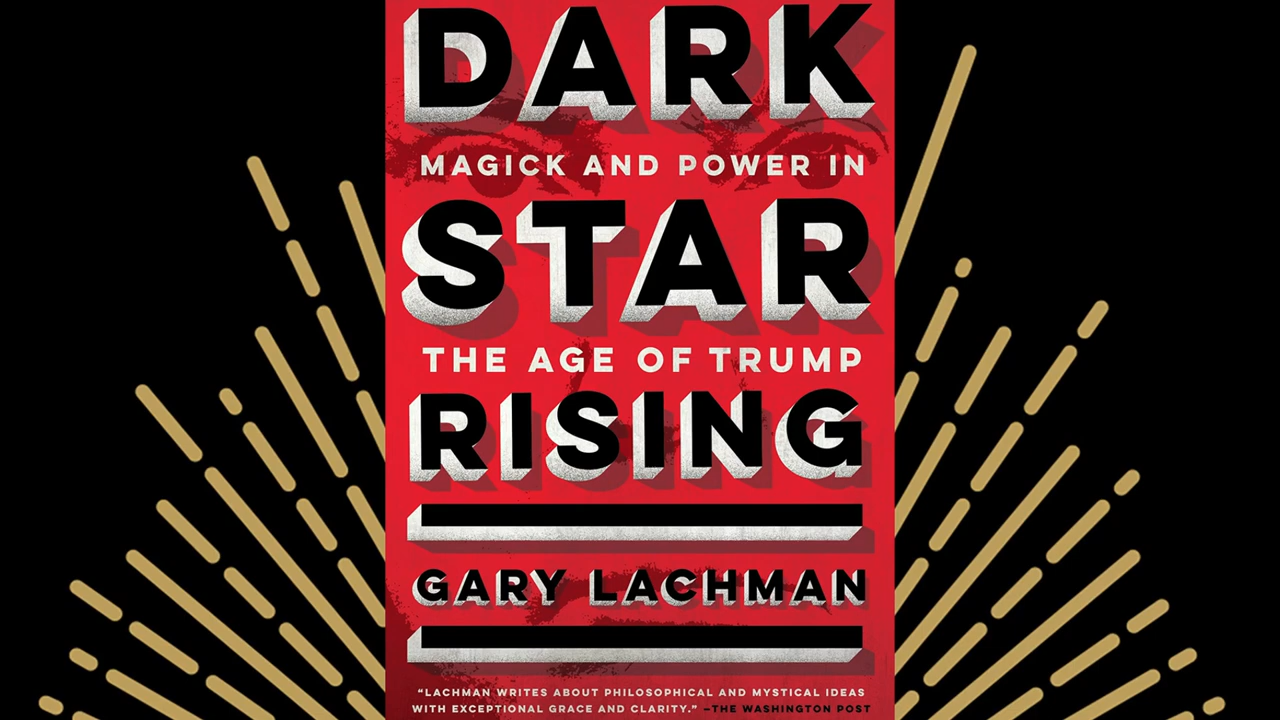 DARK
MAGICK AND POWER IN
STAR
THE AGE OF TRUMP
RISING
GARY LACHMAN
“LACHMAN WRITES ABOUT PHILOSOPHICAL AND MYSTICAL IDEAS
WITH EXCEPTIONAL GRACE AND CLARITY.” –THE WASHINGTON POST